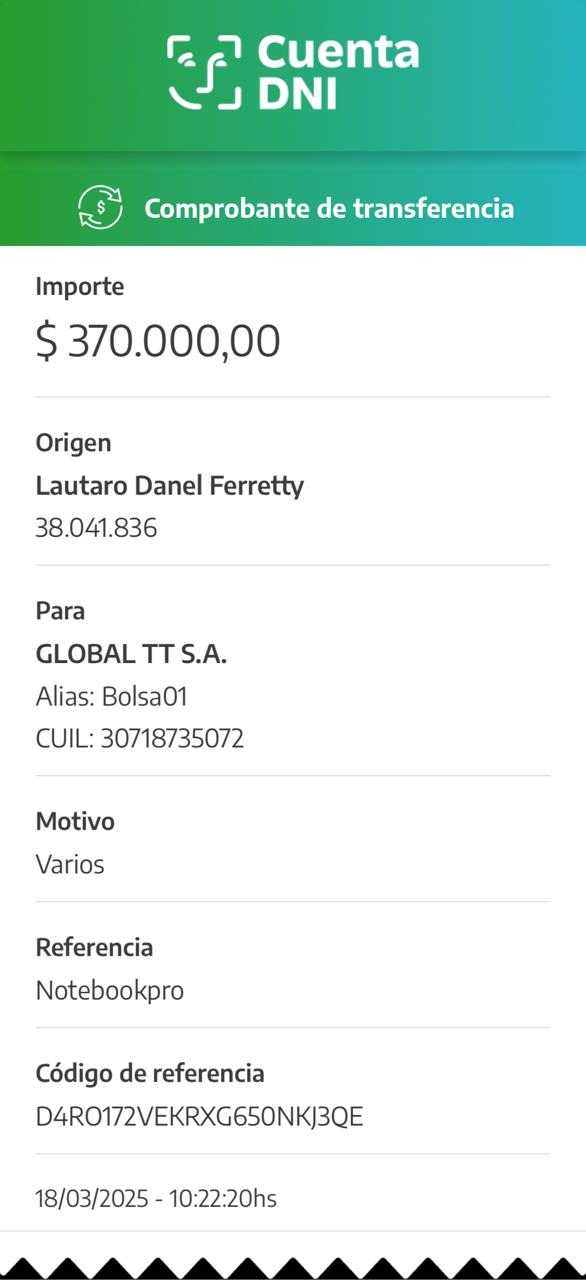 Cuenta
DNI
$
Comprobante de transferencia
Importe
$ 370.000,00
Origen
Lautaro Danel Ferretty
38.041.836
Para
GLOBAL TT S.A.
Alias: Bolsa01
CUIL: 30718735072
Motivo
Varios
Referencia
Notebookpro
Código de referencia
D4RO172VEKRXG650NKJ3QE
18/03/2025 - 10:22:20hs